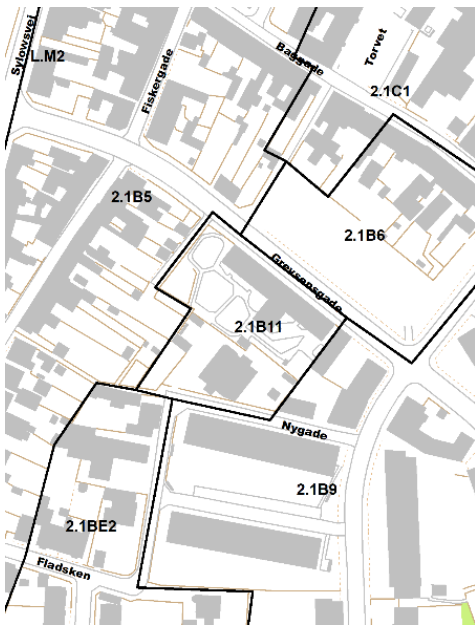 Sylowsvej
L.M2
Fiskergade
Baggade
Torvet
2.1C1
2.1B5
2.1B6
Greysensgade
2.1B11
Nygade
2.1B9
2.1BE2
Fladsken